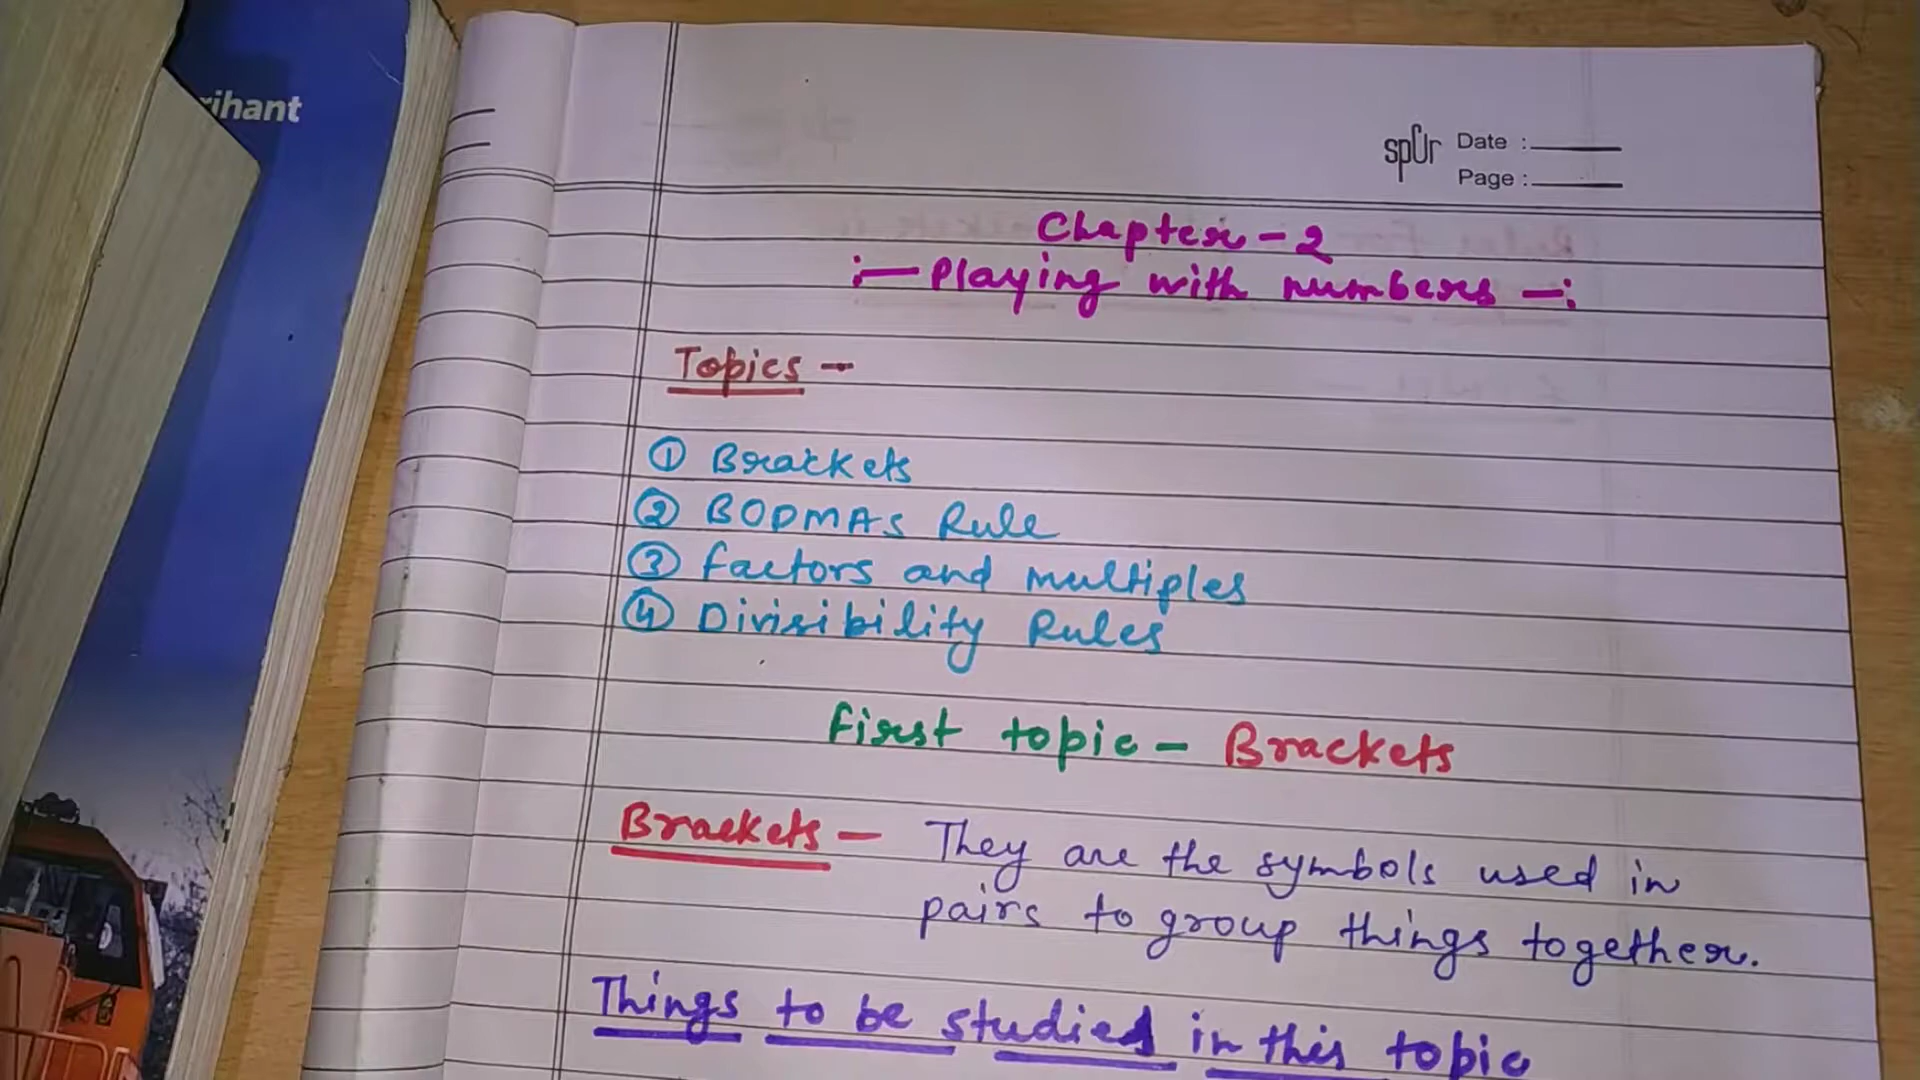 rihant
spUr
Date :
Page :
Chapter - 2
:— Playing with numbers —:
Topics -
① Brackets
② BODMAS Rule
③ factors and multiples
④ Divisibility Rules
First topic - Brackets
Brackets - They are the symbols used in
pairs to group things together.
Things to be studied in this topic